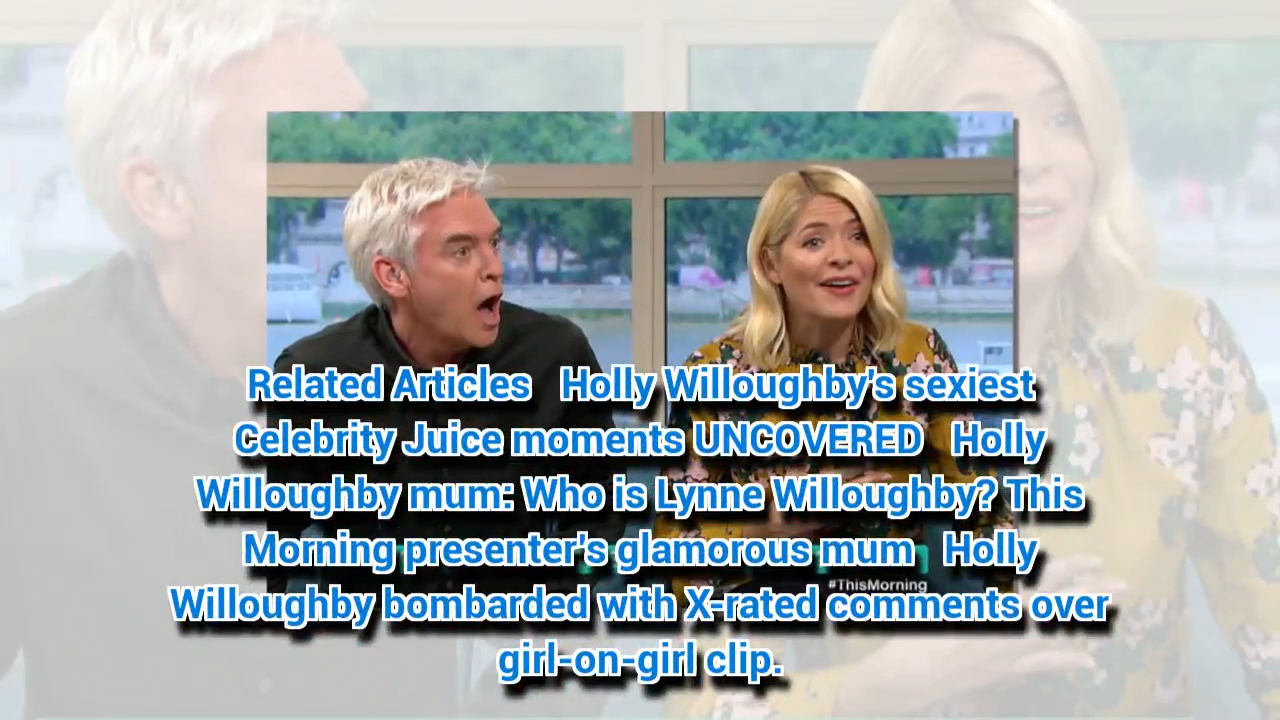 Related Articles Holly Willoughby's sexiest
Celebrity Juice moments UNCOVERED Holly
Willoughby mum: Who is Lynne Willoughby? This
Morning presenter's glamorous mum Holly
#ThisMorning
Willoughby bombarded with X-rated comments over
girl-on-girl clip.